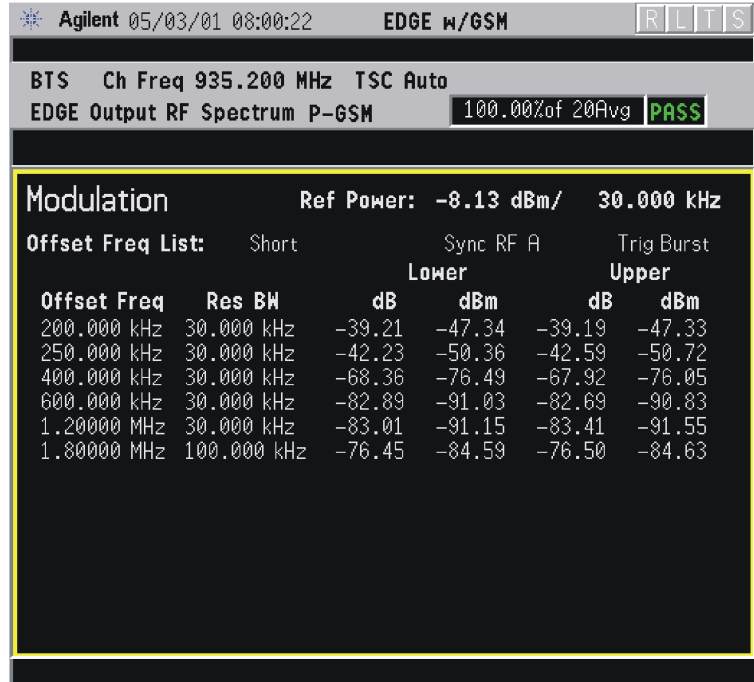 Agilent 05/03/01 08:00:22 EDGE w/GSM R L T S
BTS Ch Freq 935.200 MHz TSC Auto
EDGE Output RF Spectrum P-GSM 100.00%of 20Avg PASS
Modulation Ref Power: -8.13 dBm/ 30.000 kHz
Offset Freq List: Short Sync RF A Trig Burst
Lower Upper
Offset Freq Res BW dB dBm dB dBm
200.000 kHz 30.000 kHz -39.21 -47.34 -39.19 -47.33
250.000 kHz 30.000 kHz -42.23 -50.36 -42.59 -50.72
400.000 kHz 30.000 kHz -68.36 -76.49 -67.92 -76.05
600.000 kHz 30.000 kHz -82.89 -91.03 -82.69 -90.83
1.20000 MHz 30.000 kHz -83.01 -91.15 -83.41 -91.55
1.80000 MHz 100.000 kHz -76.45 -84.59 -76.50 -84.63